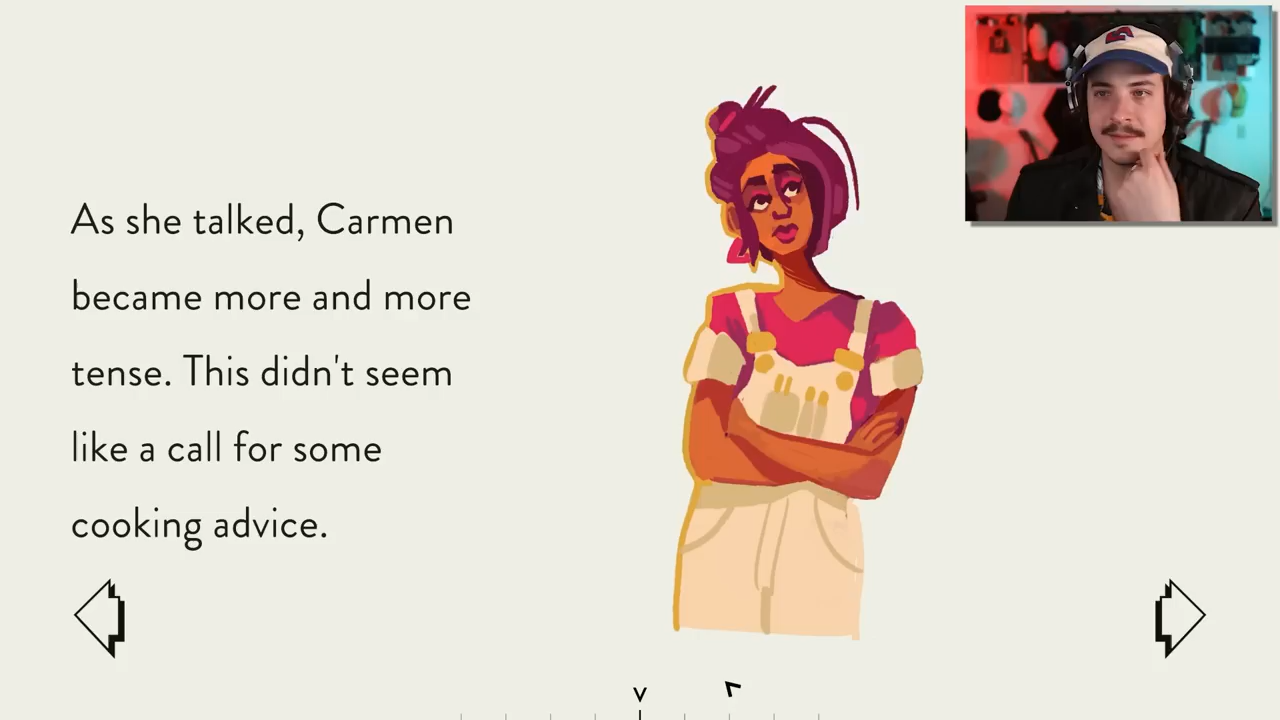 As she talked, Carmen
became more and more
tense. This didn't seem
like a call for some
cooking advice.